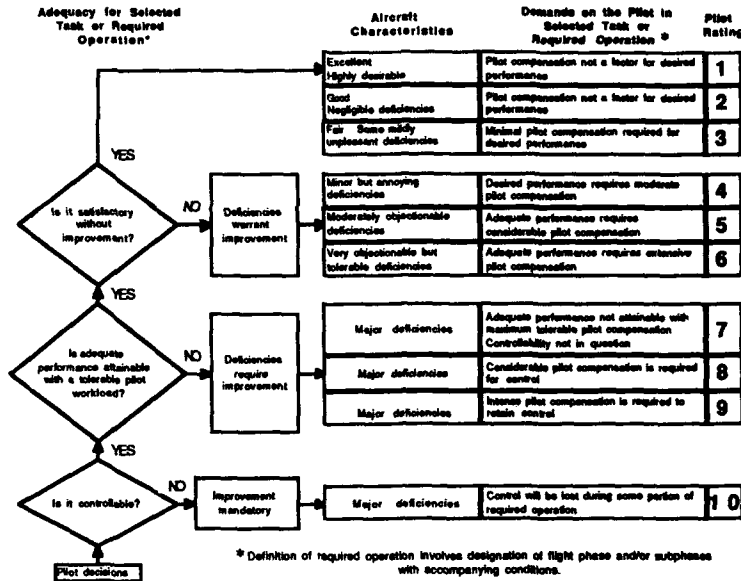 Adequacy for Selected
Task or Required
Operation*
Aircraft
Characteristics
Demands on the Pilot in
Selected Task or
Required Operation *
Pilot
Rating
Excellent
Highly desirable
Pilot compensation not a factor for desired
performance
1
Good
Negligible deficiencies
Pilot compensation not a factor for desired
performance
2
Fair Some mildly
unpleasant deficiencies
Minimal pilot compensation required for
desired performance
3
YES
Is it satisfactory
without
improvement?
NO
Deficiencies
warrant
improvement
Minor but annoying
deficiencies
Desired performance requires moderate
pilot compensation
4
Moderately objectionable
deficiencies
Adequate performance requires
considerable pilot compensation
5
Very objectionable but
tolerable deficiencies
Adequate performance requires extensive
pilot compensation
6
YES
Is adequate
performance attainable
with a tolerable pilot
workload?
NO
Deficiencies
require
improvement
Major deficiencies
Adequate performance not attainable with
maximum tolerable pilot compensation
Controllability not in question
7
Major deficiencies
Considerable pilot compensation is required
for control
8
Major deficiencies
Intense pilot compensation is required to
retain control
9
YES
Is it controllable?
NO
Improvement
mandatory
Major deficiencies
Control will be lost during some portion of
required operation
10
Pilot decisions
* Definition of required operation involves designation of flight phase and/or subphases
with accompanying conditions.